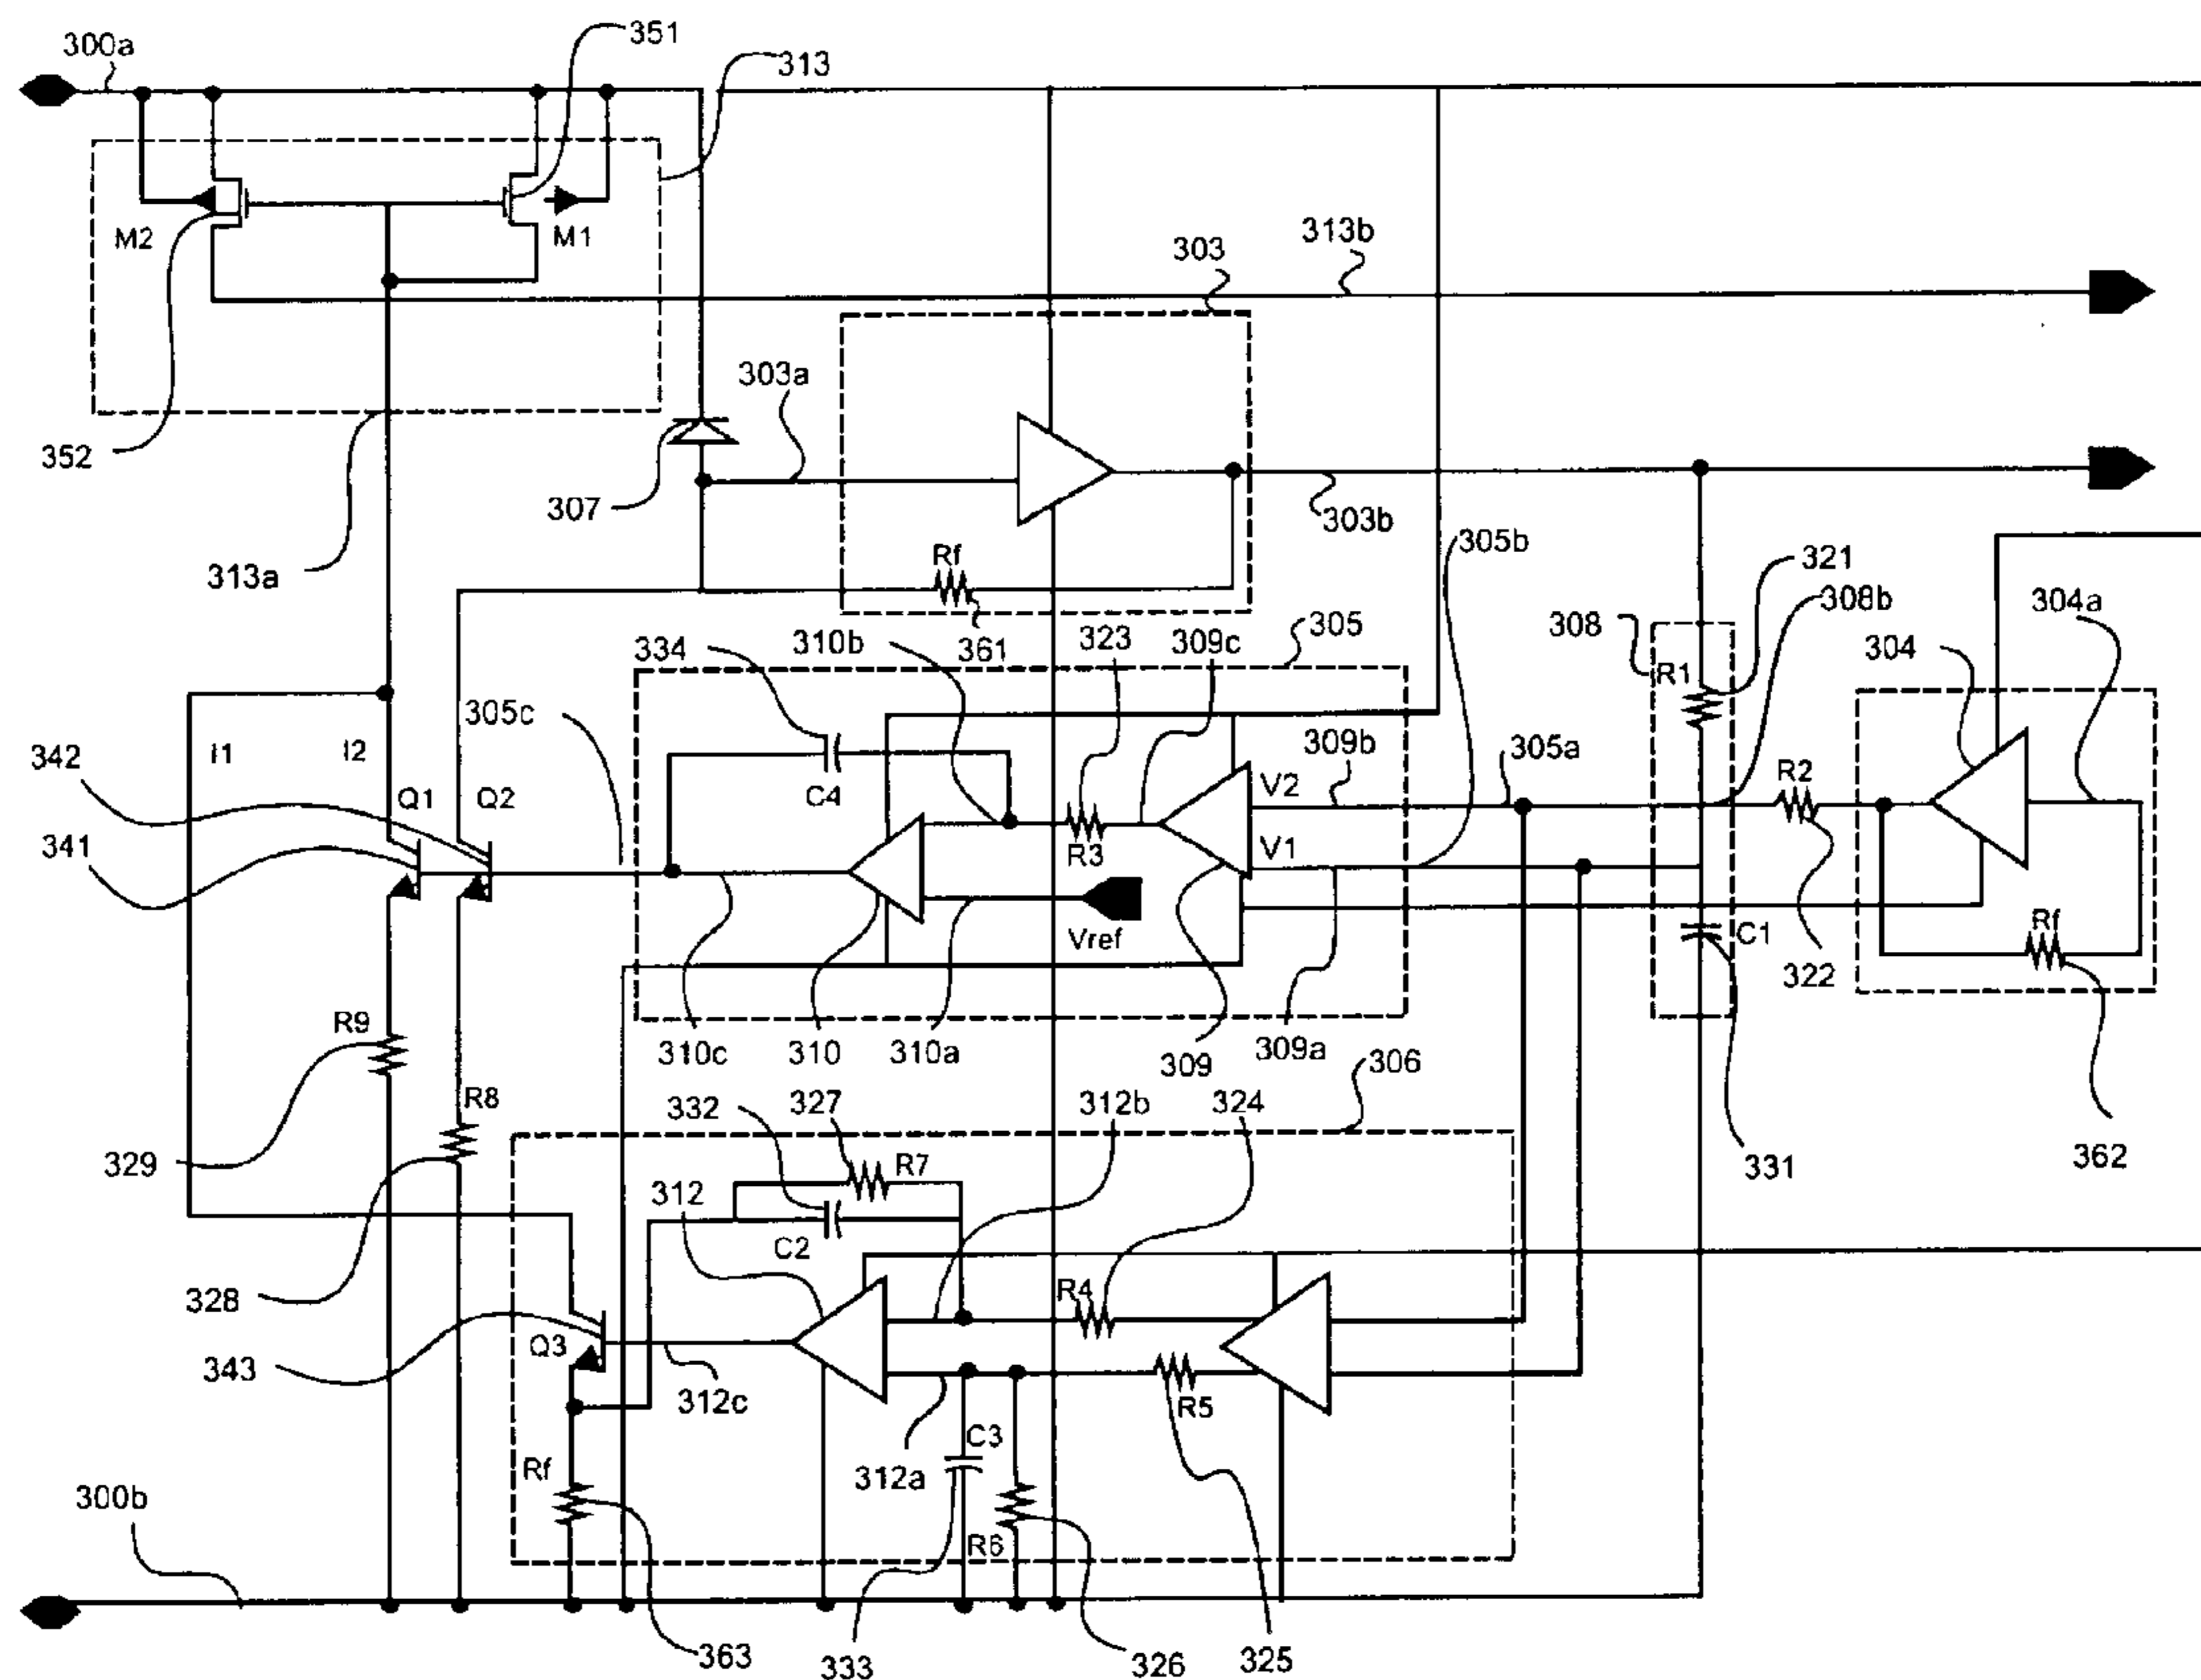 351
300a
313
M2
M1
303
313b
303a
352
307
303b
305b
313a
Rf
321
308b
304a
334
310b
361
323
309c
305
308
304
R1
305c
342
I1
I2
309b
305a
R2
V2
Q1
Q2
C4
341
R3
V1
Vref
C1
Rf
322
R9
310c
310
310a
309
309a
306
R8
332
327
312b
324
329
331
362
R7
312
C2
328
R4
Q3
343
312c
R5
C3
312a
Rf
300b
R6
363
333
326
325